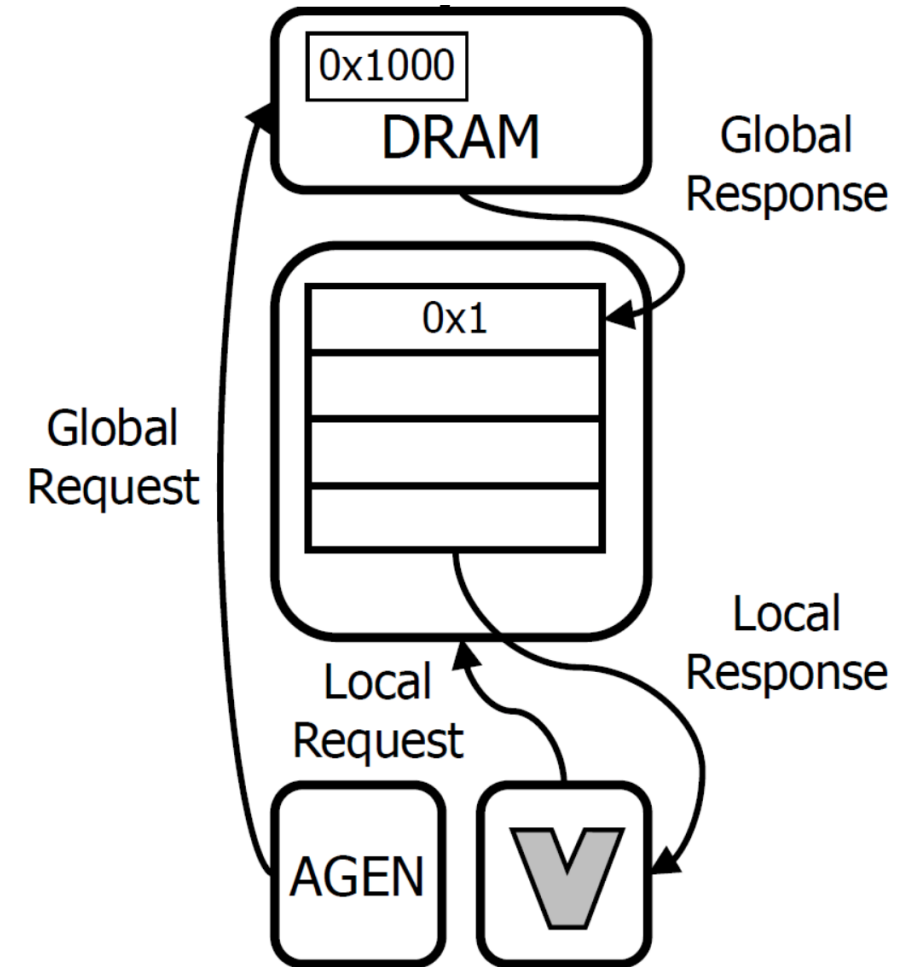 0x1000
DRAM
Global
Response
0x1
Global
Request
Local
Response
Local
Request
AGEN
V